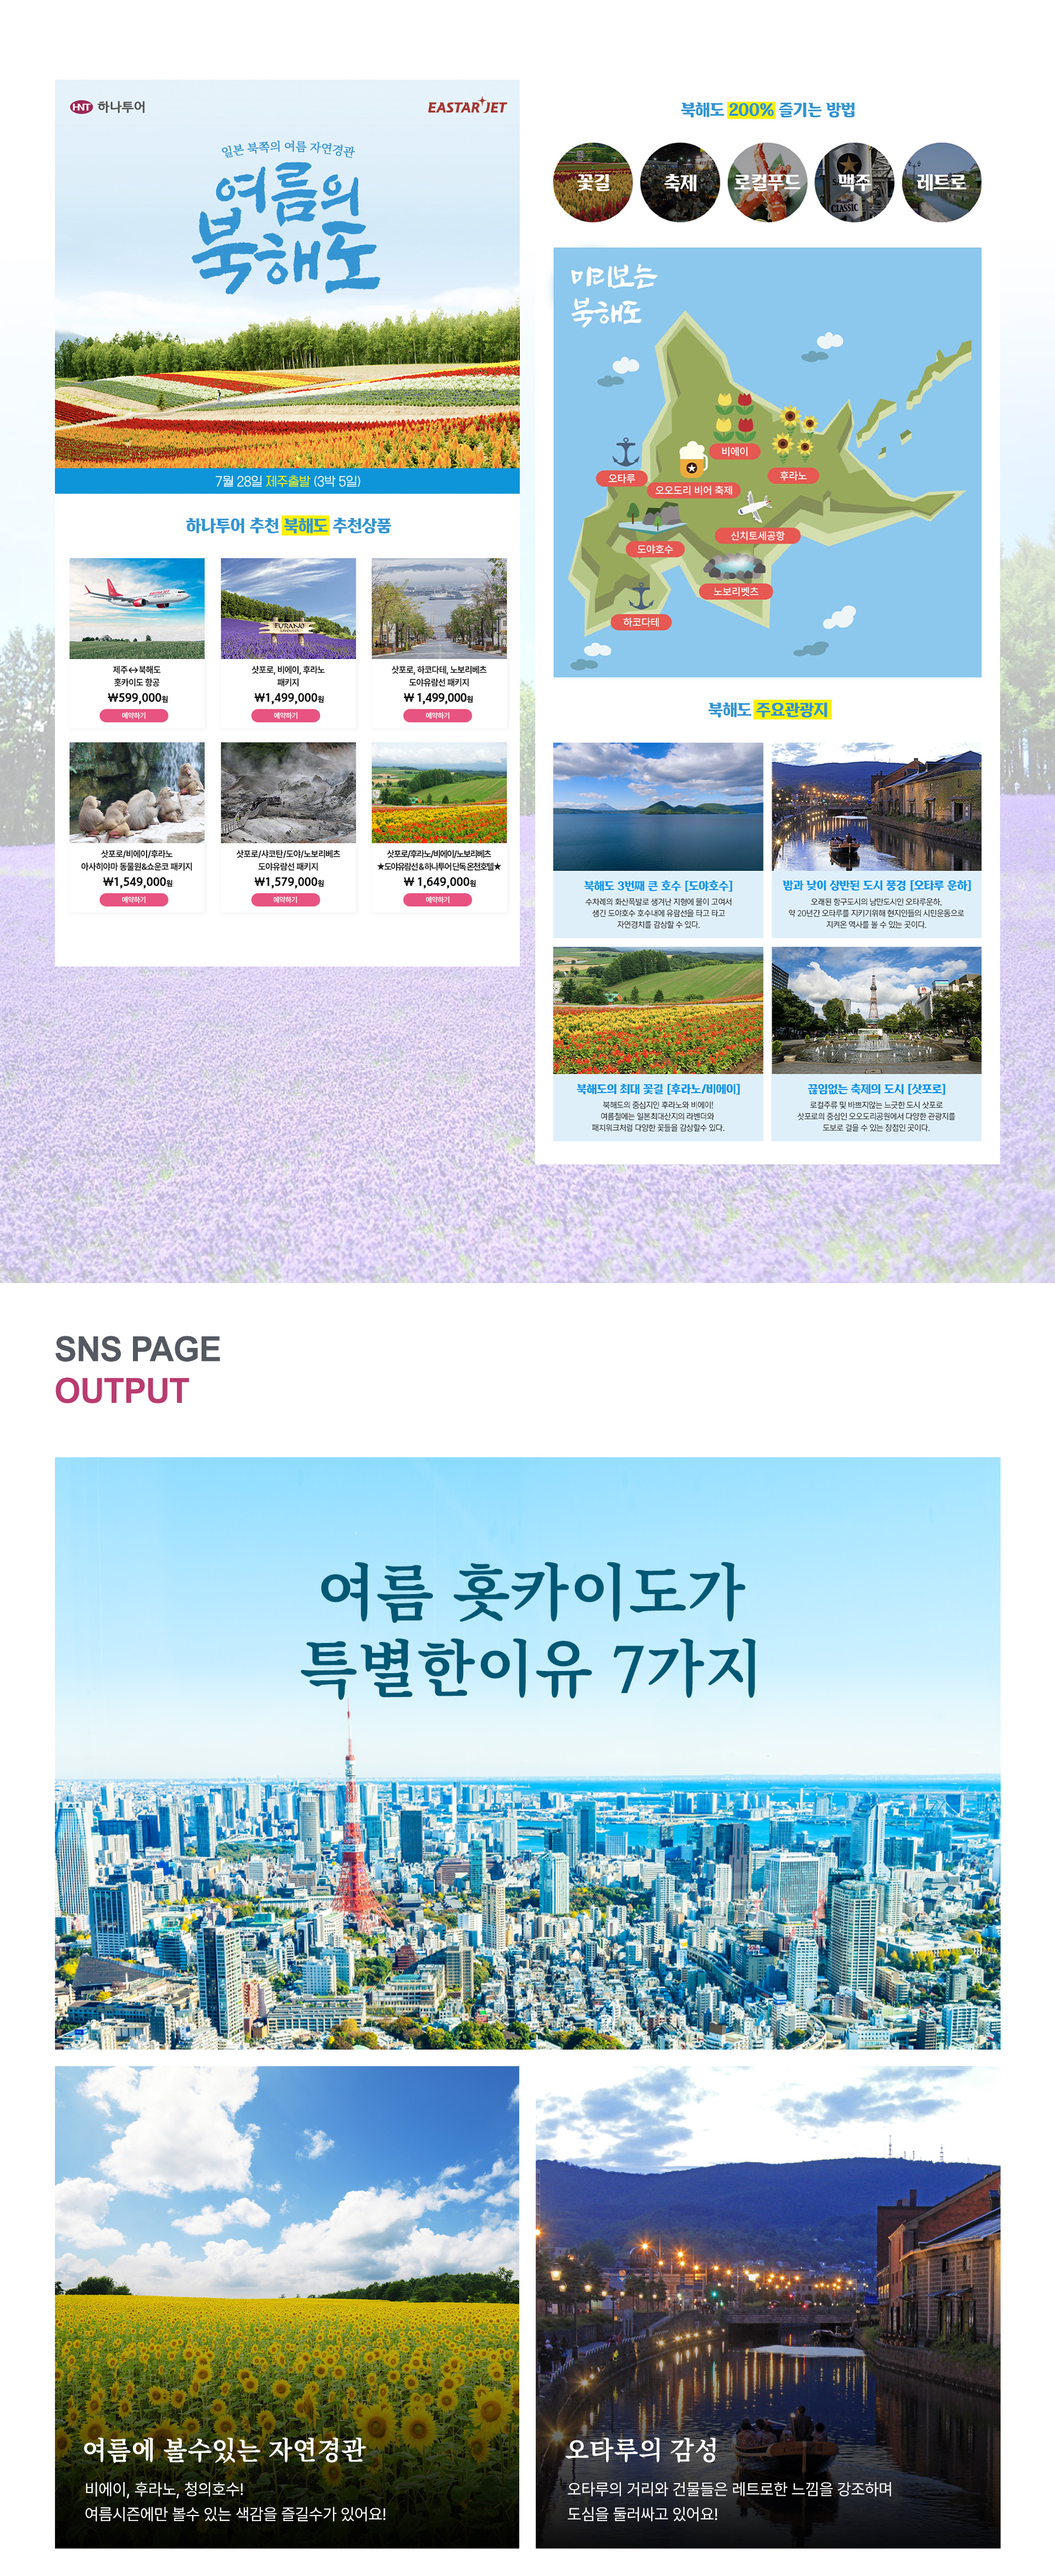 HNT 하나투어
EASTAR JET
일본 북쪽의 여름 자연경관
여름의
북해도
7월 28일 제주출발 (3박 5일)
하나투어 추천 북해도 추천상품
제주↔북해도
홋카이도 항공
₩599,000원
예약하기
FURANO
삿포로, 비에이, 후라노
패키지
₩1,499,000원
예약하기
삿포로, 하코다테, 노보리베츠
도야유람선 패키지
₩ 1,499,000원
예약하기
삿포로/비에이/후라노
아사히야마 동물원&쇼운코 패키지
₩1,549,000원
예약하기
삿포로/샤코탄/도야/노보리베츠
도야유람선 패키지
₩1,579,000원
예약하기
삿포로/후라노/비에이/노보리베츠
★도야유람선 & 하나투어 단독 온천호텔★
₩ 1,649,000원
예약하기
북해도 200% 즐기는 방법
꽃길
축제
로컬푸드
맥주
CLASSIC
레트로
미리보는
북해도
비에이
오타루
후라노
오오도리 비어 축제
신치토세공항
도야호수
노보리벳츠
하코다테
북해도 주요관광지
북해도 3번째 큰 호수 [도야호수]
수차례의 화산폭발로 생겨난 지형에 물이 고여서
생긴 도야호수 호수내에 유람선을 타고 타고
자연경치를 감상할 수 있다.
밤과 낮이 상반된 도시 풍경 [오타루 운하]
오래된 항구도시의 낭만도시인 오타루운하.
약 20년간 오타루를 지키기위해 현지인들의 시민운동으로
지켜온 역사를 볼 수 있는 곳이다.
북해도의 최대 꽃길 [후라노/비에이]
북해도의 중심지인 후라노와 비에이!
여름철에는 일본최대산지의 라벤더와
패치워크처럼 다양한 꽃들을 감상할수 있다.
끊임없는 축제의 도시 [삿포로]
로컬주류 및 바쁘지않는 느긋한 도시 삿포로
삿포로의 중심인 오오도리공원에서 다양한 관광지를
도보로 걸을 수 있는 장점인 곳이다.
SNS PAGE
OUTPUT
여름 홋카이도가
특별한이유 7가지
여름에 볼수있는 자연경관
비에이, 후라노, 청의호수!
여름시즌에만 볼수 있는 색감을 즐길수가 있어요!
오타루의 감성
오타루의 거리와 건물들은 레트로한 느낌을 강조하며
도심을 둘러싸고 있어요!